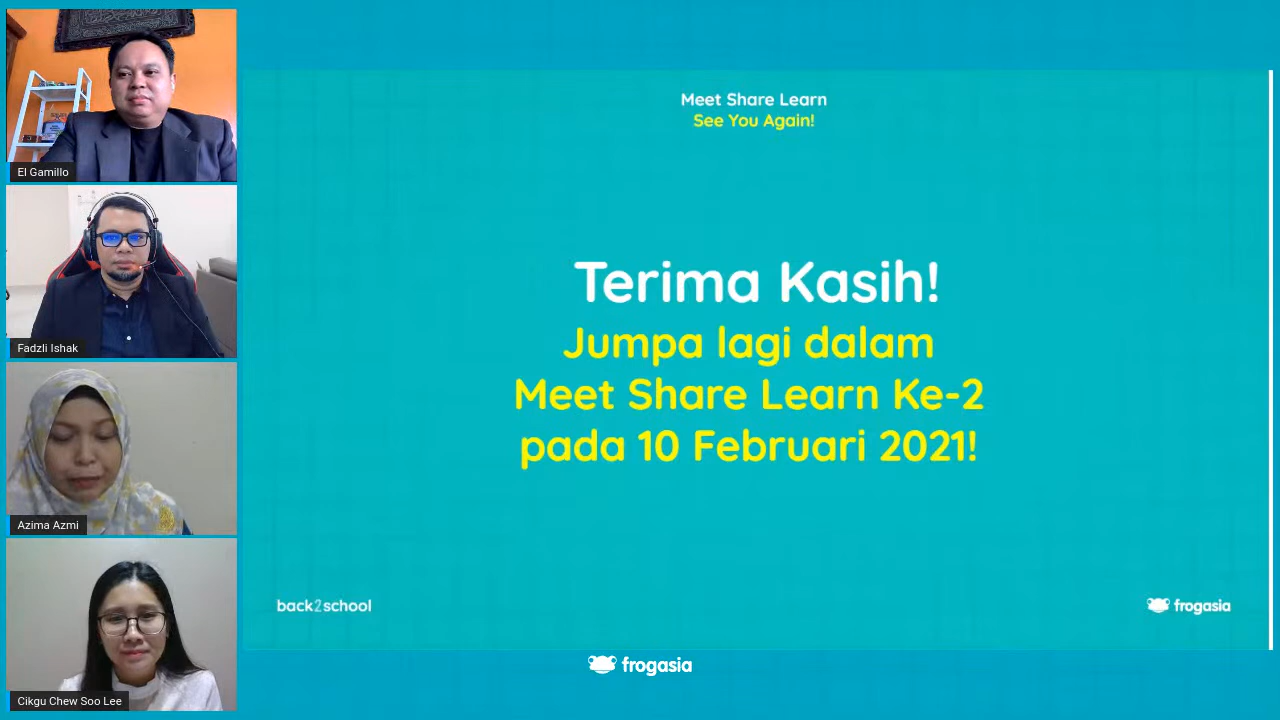 El Gamillo
Fadzli Ishak
Azima Azmi
Cikgu Chew Soo Lee
Meet Share Learn
See You Again!
Terima Kasih!
Jumpa lagi dalam
Meet Share Learn Ke-2
pada 10 Februari 2021!
back2school
frogasia
frogasia